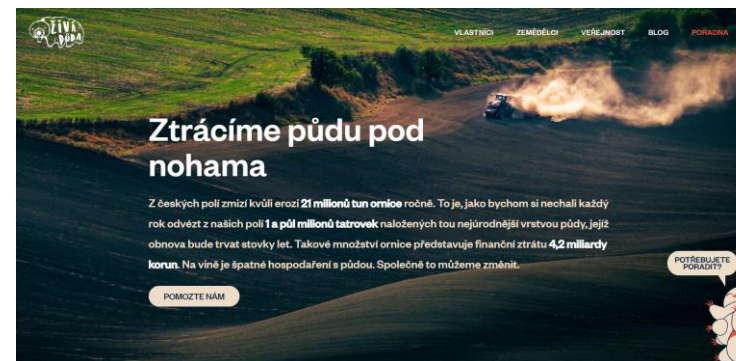 ŽIVÁ
PŮDA
VLASTNÍCI
ZEMĚDĚLCI
VEŘEJNOST
BLOG
PORADNA
Ztrácíme půdu pod
nohama
Z českých polí zmizí kvůli erozi 21 milionů tun ornice ročně. To je, jako bychom si nechali každý
rok odvézt z našich polí 1 a půl milionů tatrovek naložených tou nejúrodnější vrstvou půdy, jejíž
obnova bude trvat stovky let. Takové množství ornice představuje finanční ztrátu 4,2 miliardy
korun. Na vině je špatné hospodaření s půdou. Společně to můžeme změnit.
POTŘEBUJETE
PORADIT?
POMOZTE NÁM